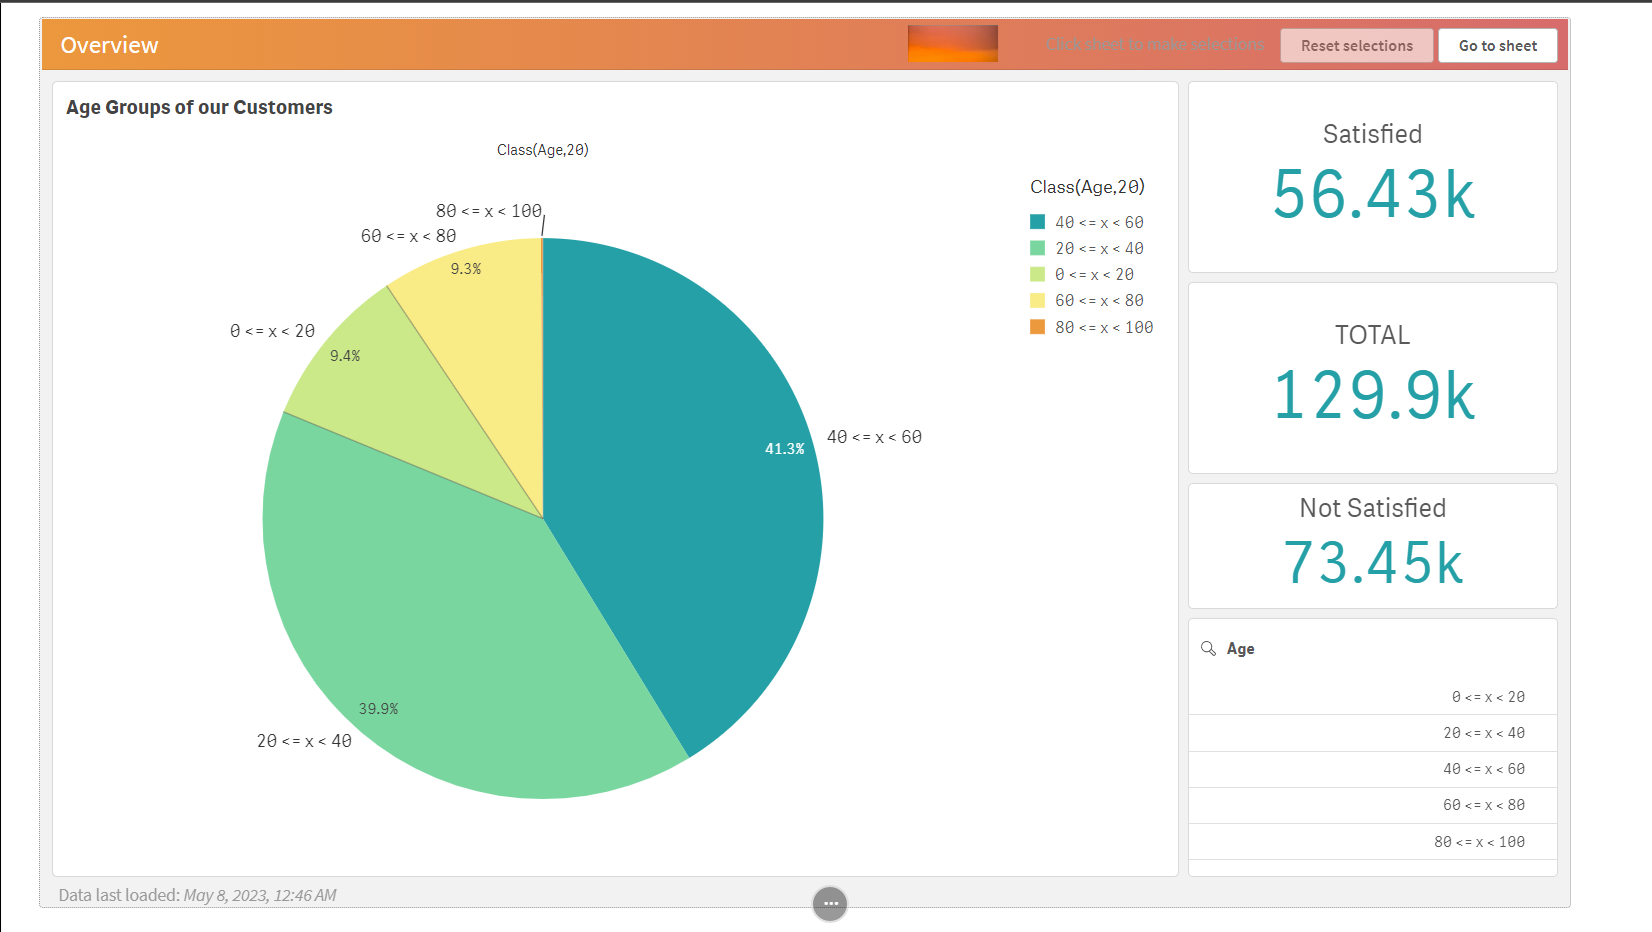 Overview
Click sheet to make selections
Reset selections
Go to sheet
Age Groups of our Customers
Class(Age,20)
80 <= x < 100
60 <= x < 80
9.3%
0 <= x < 20
9.4%
41.3%
40 <= x < 60
39.9%
20 <= x < 40
Class(Age,20)
40 <= x < 60
20 <= x < 40
0 <= x < 20
60 <= x < 80
80 <= x < 100
Satisfied
56.43k
TOTAL
129.9k
Not Satisfied
73.45k
Age
0 <= x < 20
20 <= x < 40
40 <= x < 60
60 <= x < 80
80 <= x < 100
Data last loaded: May 8, 2023, 12:46 AM